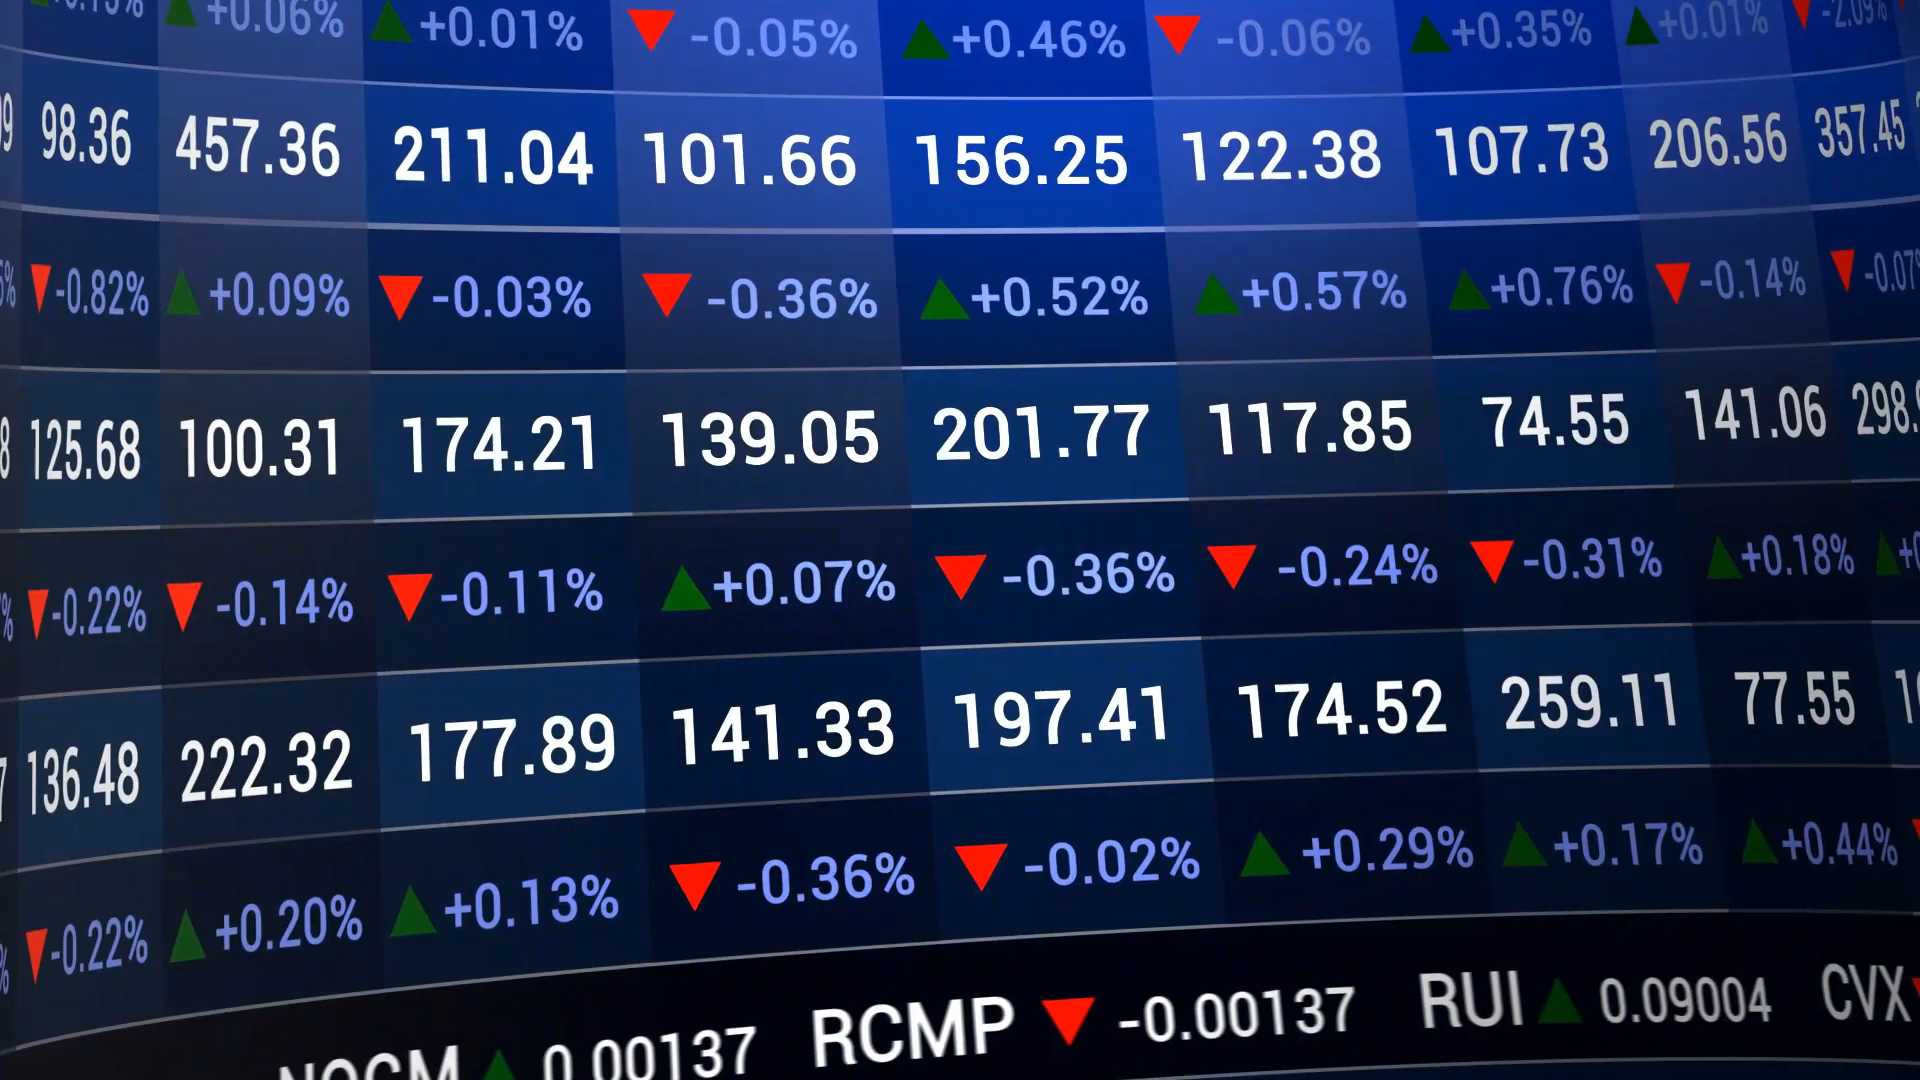 +0.06% +0.01% -0.05% +0.46% -0.06% +0.35% +0.01% -2.09%
98.36 457.36 211.04 101.66 156.25 122.38 107.73 206.56 357.45
-0.82% +0.09% -0.03% -0.36% +0.52% +0.57% +0.76% -0.14% -0.07%
125.68 100.31 174.21 139.05 201.77 117.85 74.55 141.06 298.
-0.22% -0.14% -0.11% +0.07% -0.36% -0.24% -0.31% +0.18%
136.48 222.32 177.89 141.33 197.41 174.52 259.11 77.55
-0.22% +0.20% +0.13% -0.36% -0.02% +0.29% +0.17% +0.44%
0.00137 RCMP -0.00137 RUI 0.09004 CVX